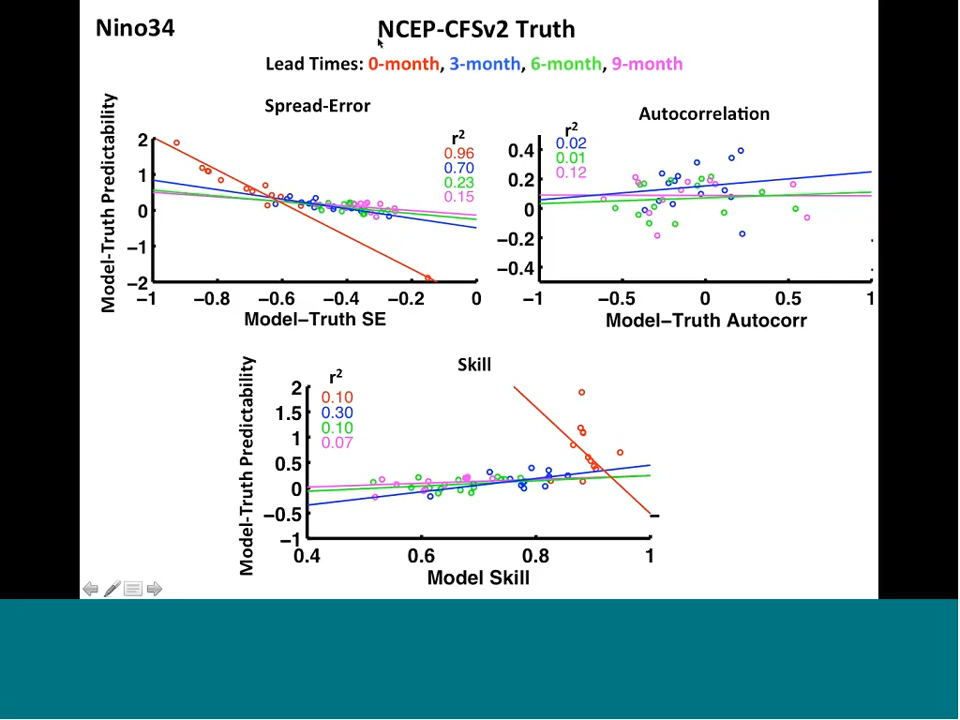 Nino34
NCEP-CFSv2 Truth
Lead Times: 0-month, 3-month, 6-month, 9-month
Spread-Error
Model-Truth Predictability
2
1
0
−1
−2
r2
0.96
0.70
0.23
0.15
−1 −0.8 −0.6 −0.4 −0.2 0
Model−Truth SE
Autocorrelation
r2
0.02
0.01
0.12
0.4
0.2
0
−0.2
−0.4
−1 −0.5 0 0.5 1
Model−Truth Autocorr
Skill
Model-Truth Predictability
r2
0.10
0.30
0.10
0.07
2
1.5
1
0.5
0
−0.5
−1
0.4 0.6 0.8 1
Model Skill